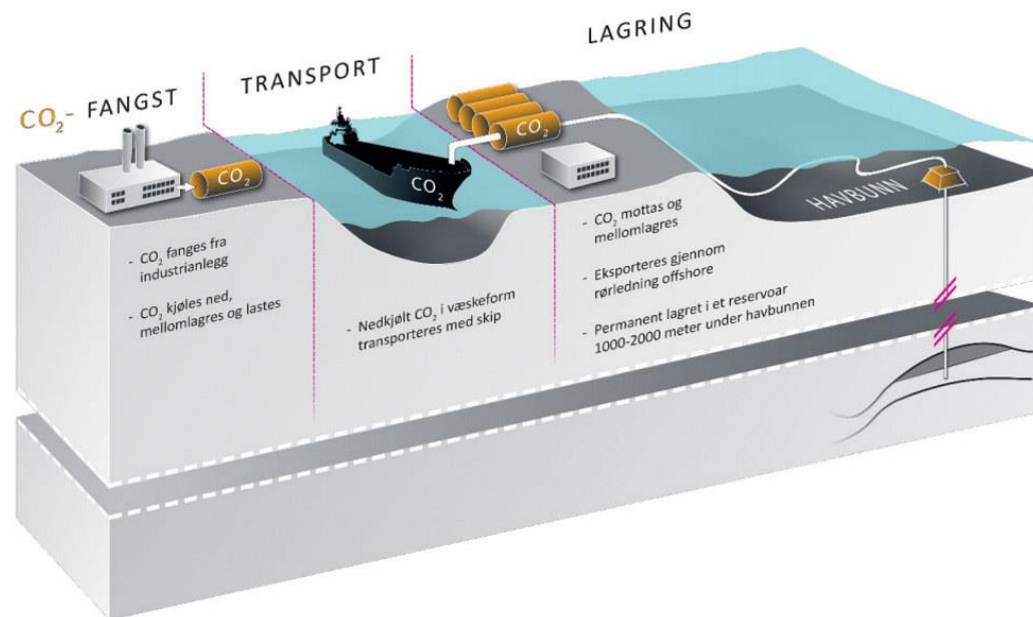 CO₂- FANGST
TRANSPORT
LAGRING
CO₂
CO₂
CO₂
HAVBUNN
- CO₂ fanges fra
industrianlegg
- CO₂ kjøles ned,
mellomlagres og lastes
- Nedkjølt CO₂ i væskeform
transporteres med skip
- CO₂ mottas og
mellomlagres
- Eksporteres gjennom
rørledning offshore
- Permanent lagret i et reservoar
1000-2000 meter under havbunnen